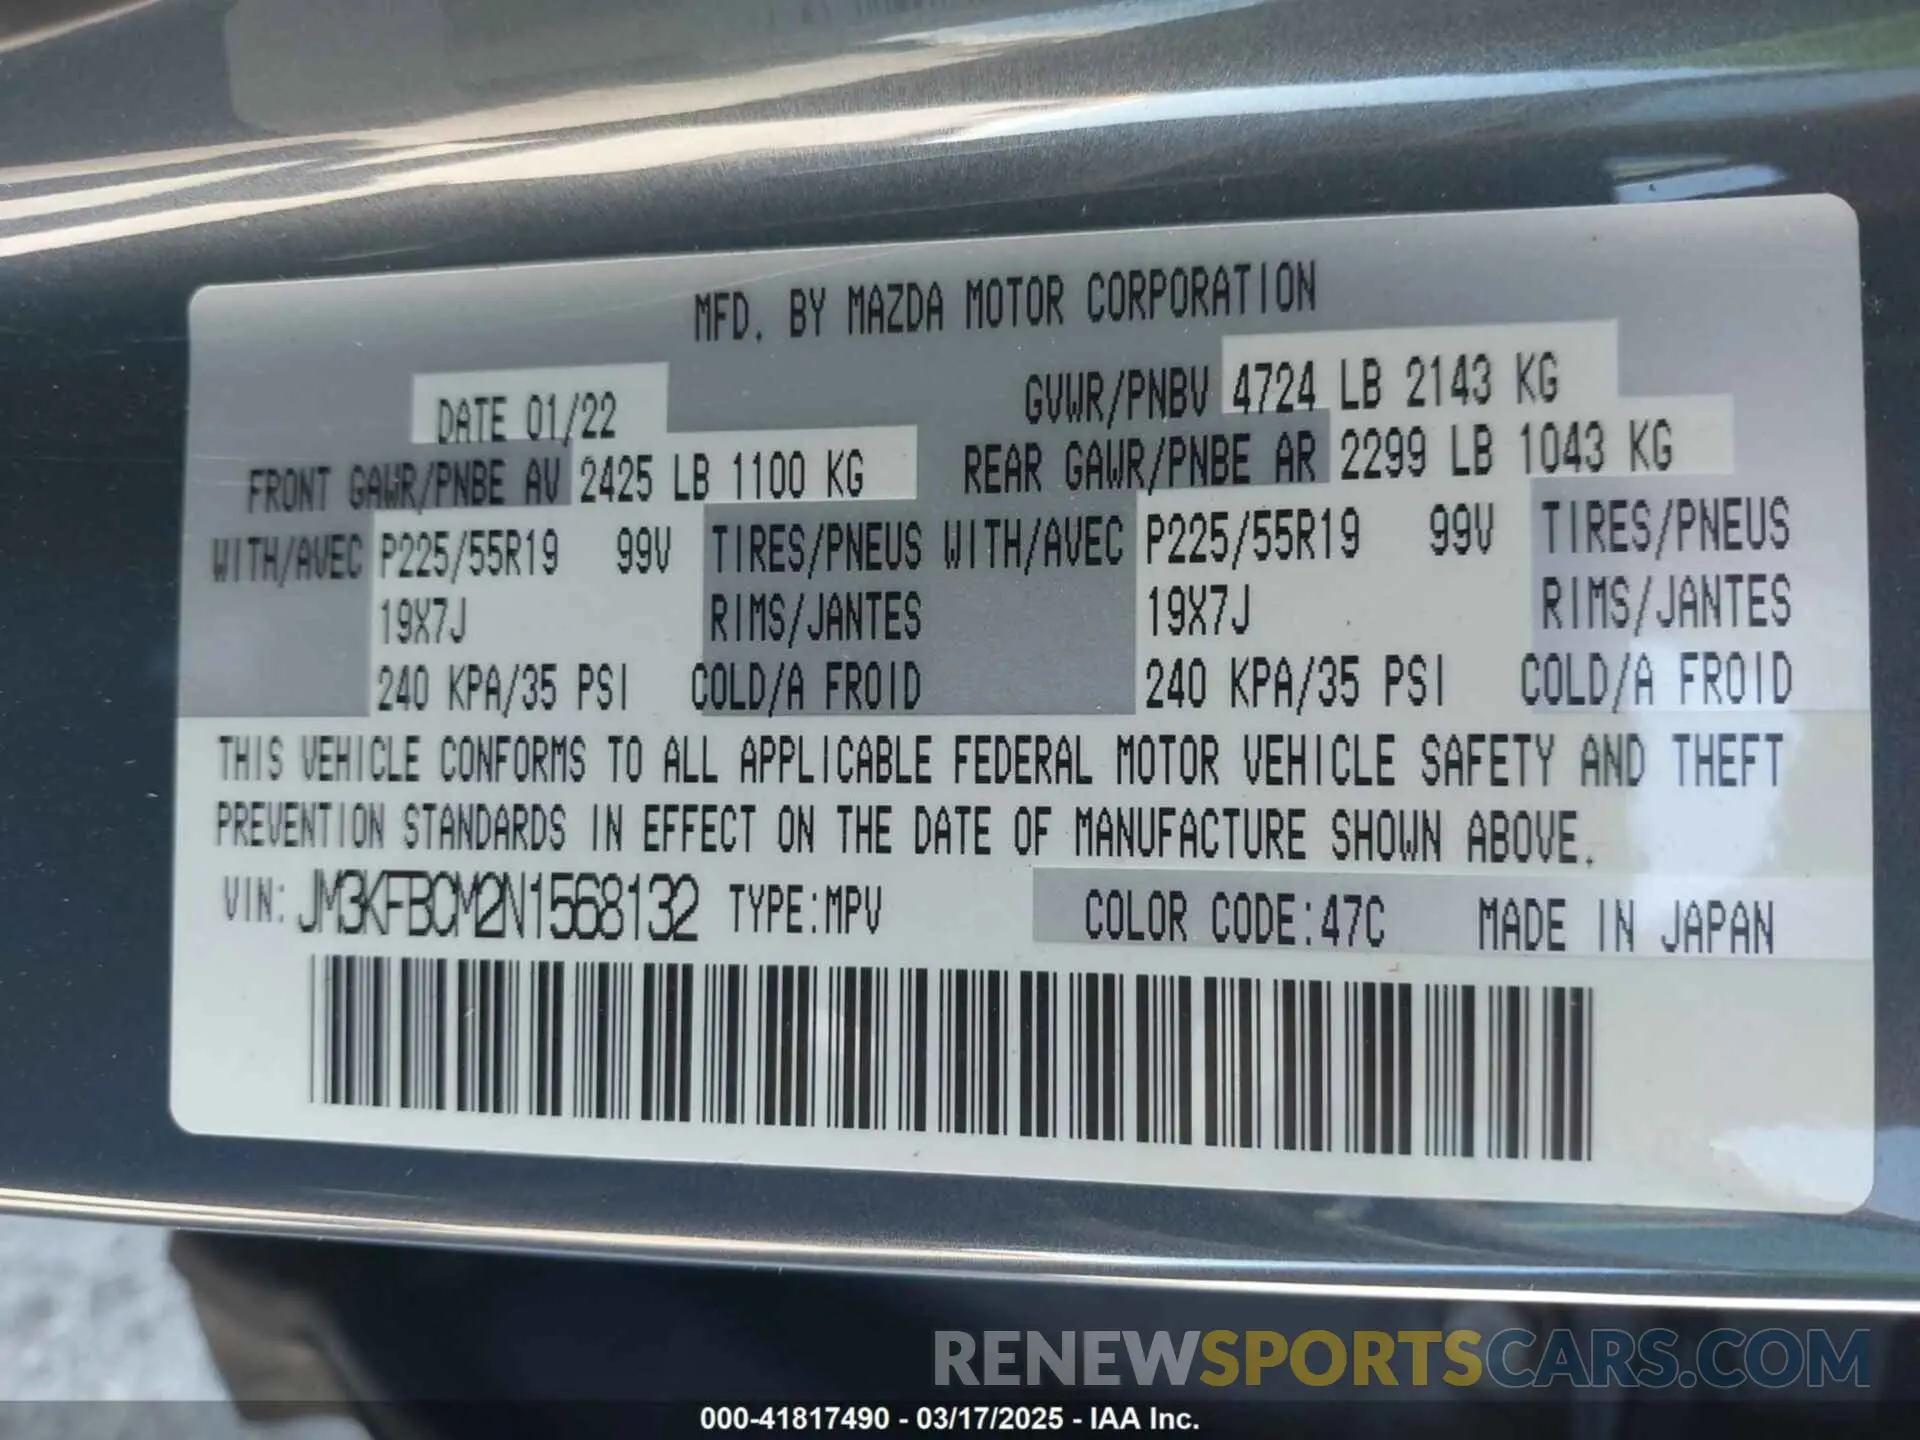 MFD. BY MAZDA MOTOR CORPORATION
DATE 01/22 GVWR/PNBV 4724 LB 2143 KG
FRONT GAWR/PNBE AV 2425 LB 1100 KG REAR GAWR/PNBE AR 2299 LB 1043 KG
WITH/AVEC P225/55R19 99V TIRES/PNEUS WITH/AVEC P225/55R19 99V TIRES/PNEUS
19X7J RIMS/JANTES 19X7J RIMS/JANTES
240 KPA/35 PSI COLD/A FROID 240 KPA/35 PSI COLD/A FROID
THIS VEHICLE CONFORMS TO ALL APPLICABLE FEDERAL MOTOR VEHICLE SAFETY AND THEFT
PREVENTION STANDARDS IN EFFECT ON THE DATE OF MANUFACTURE SHOWN ABOVE.
VIN: JM3KFBCM2N1568132 TYPE:MPV COLOR CODE:47C MADE IN JAPAN
RENEWSPORTSCARS.COM
000-41817490 - 03/17/2025 - IAA Inc.